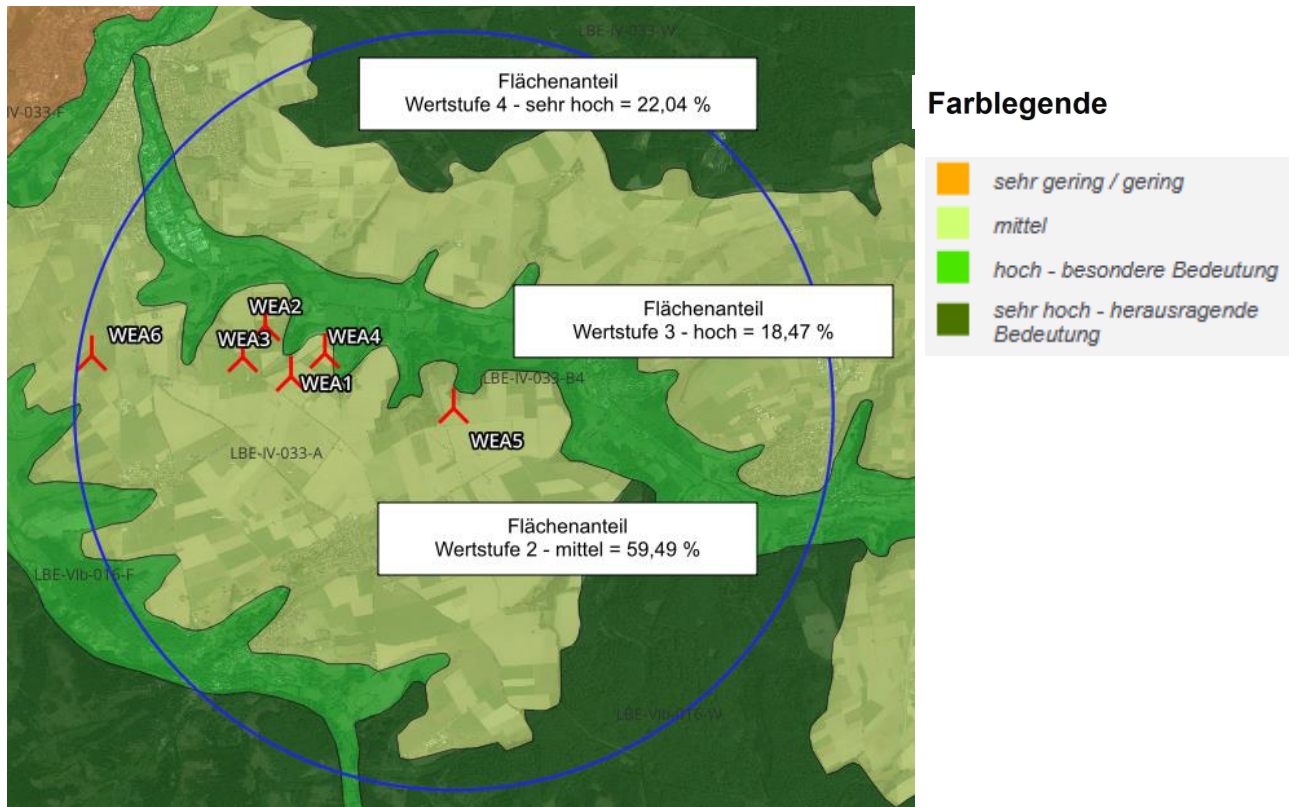 LBE-IV-033-W
Flächenanteil
Wertstufe 4 - sehr hoch = 22,04 %
IV-033-F
Farblegende
sehr gering / gering
mittel
hoch - besondere Bedeutung
sehr hoch - herausragende
Bedeutung
WEA2
WEA6
WEA3
WEA4
WEA1
Flächenanteil
Wertstufe 3 - hoch = 18,47 %
LBE-IV-033-B4
WEA5
LBE-IV-033-A
Flächenanteil
Wertstufe 2 - mittel = 59,49 %
LBE-VIb-016-F
LBE-VIb-016-W